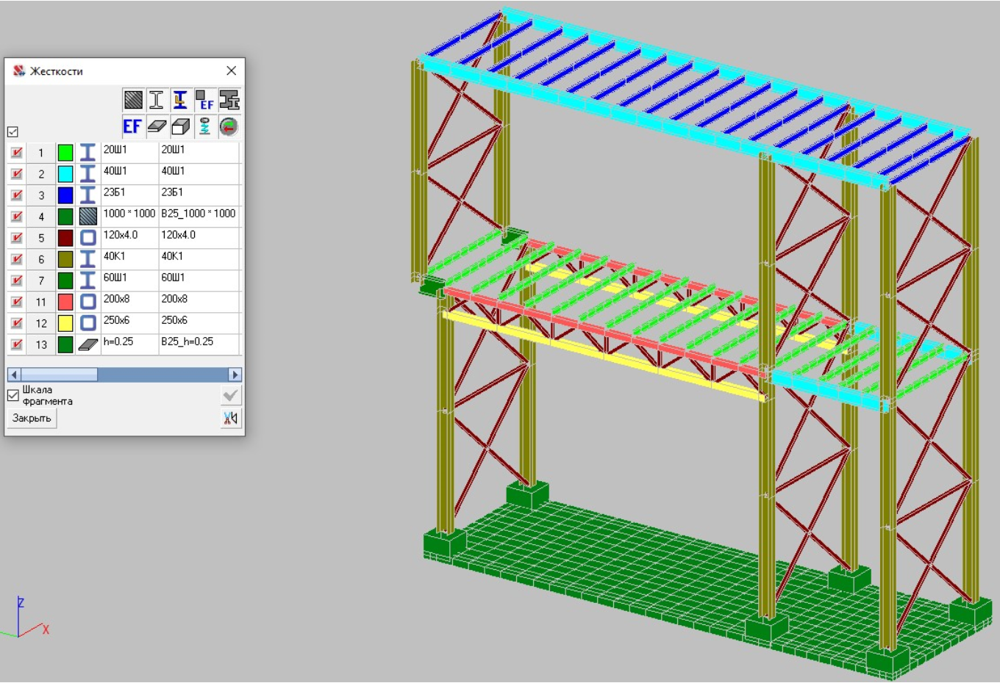 Жесткости
EF
EF
1 20Ш1 20Ш1
2 40Ш1 40Ш1
3 23Б1 23Б1
4 1000 * 1000 B25_1000 * 1000
5 120x4.0 120x4.0
6 40К1 40К1
7 60Ш1 60Ш1
11 200x8 200x8
12 250x6 250x6
13 h=0.25 B25_h=0.25
Шкала
фрагмента
Закрыть
Z
X